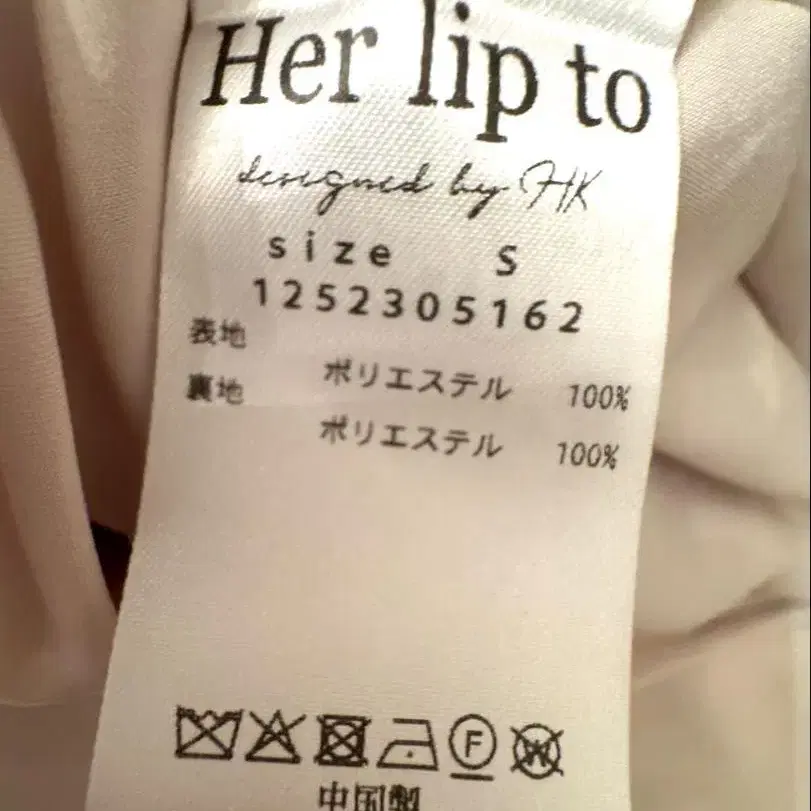 Her lip to
designed by HK
size S
1252305162
表地
ポリエステル 100%
裏地
ポリエステル 100%
F
W
中国製